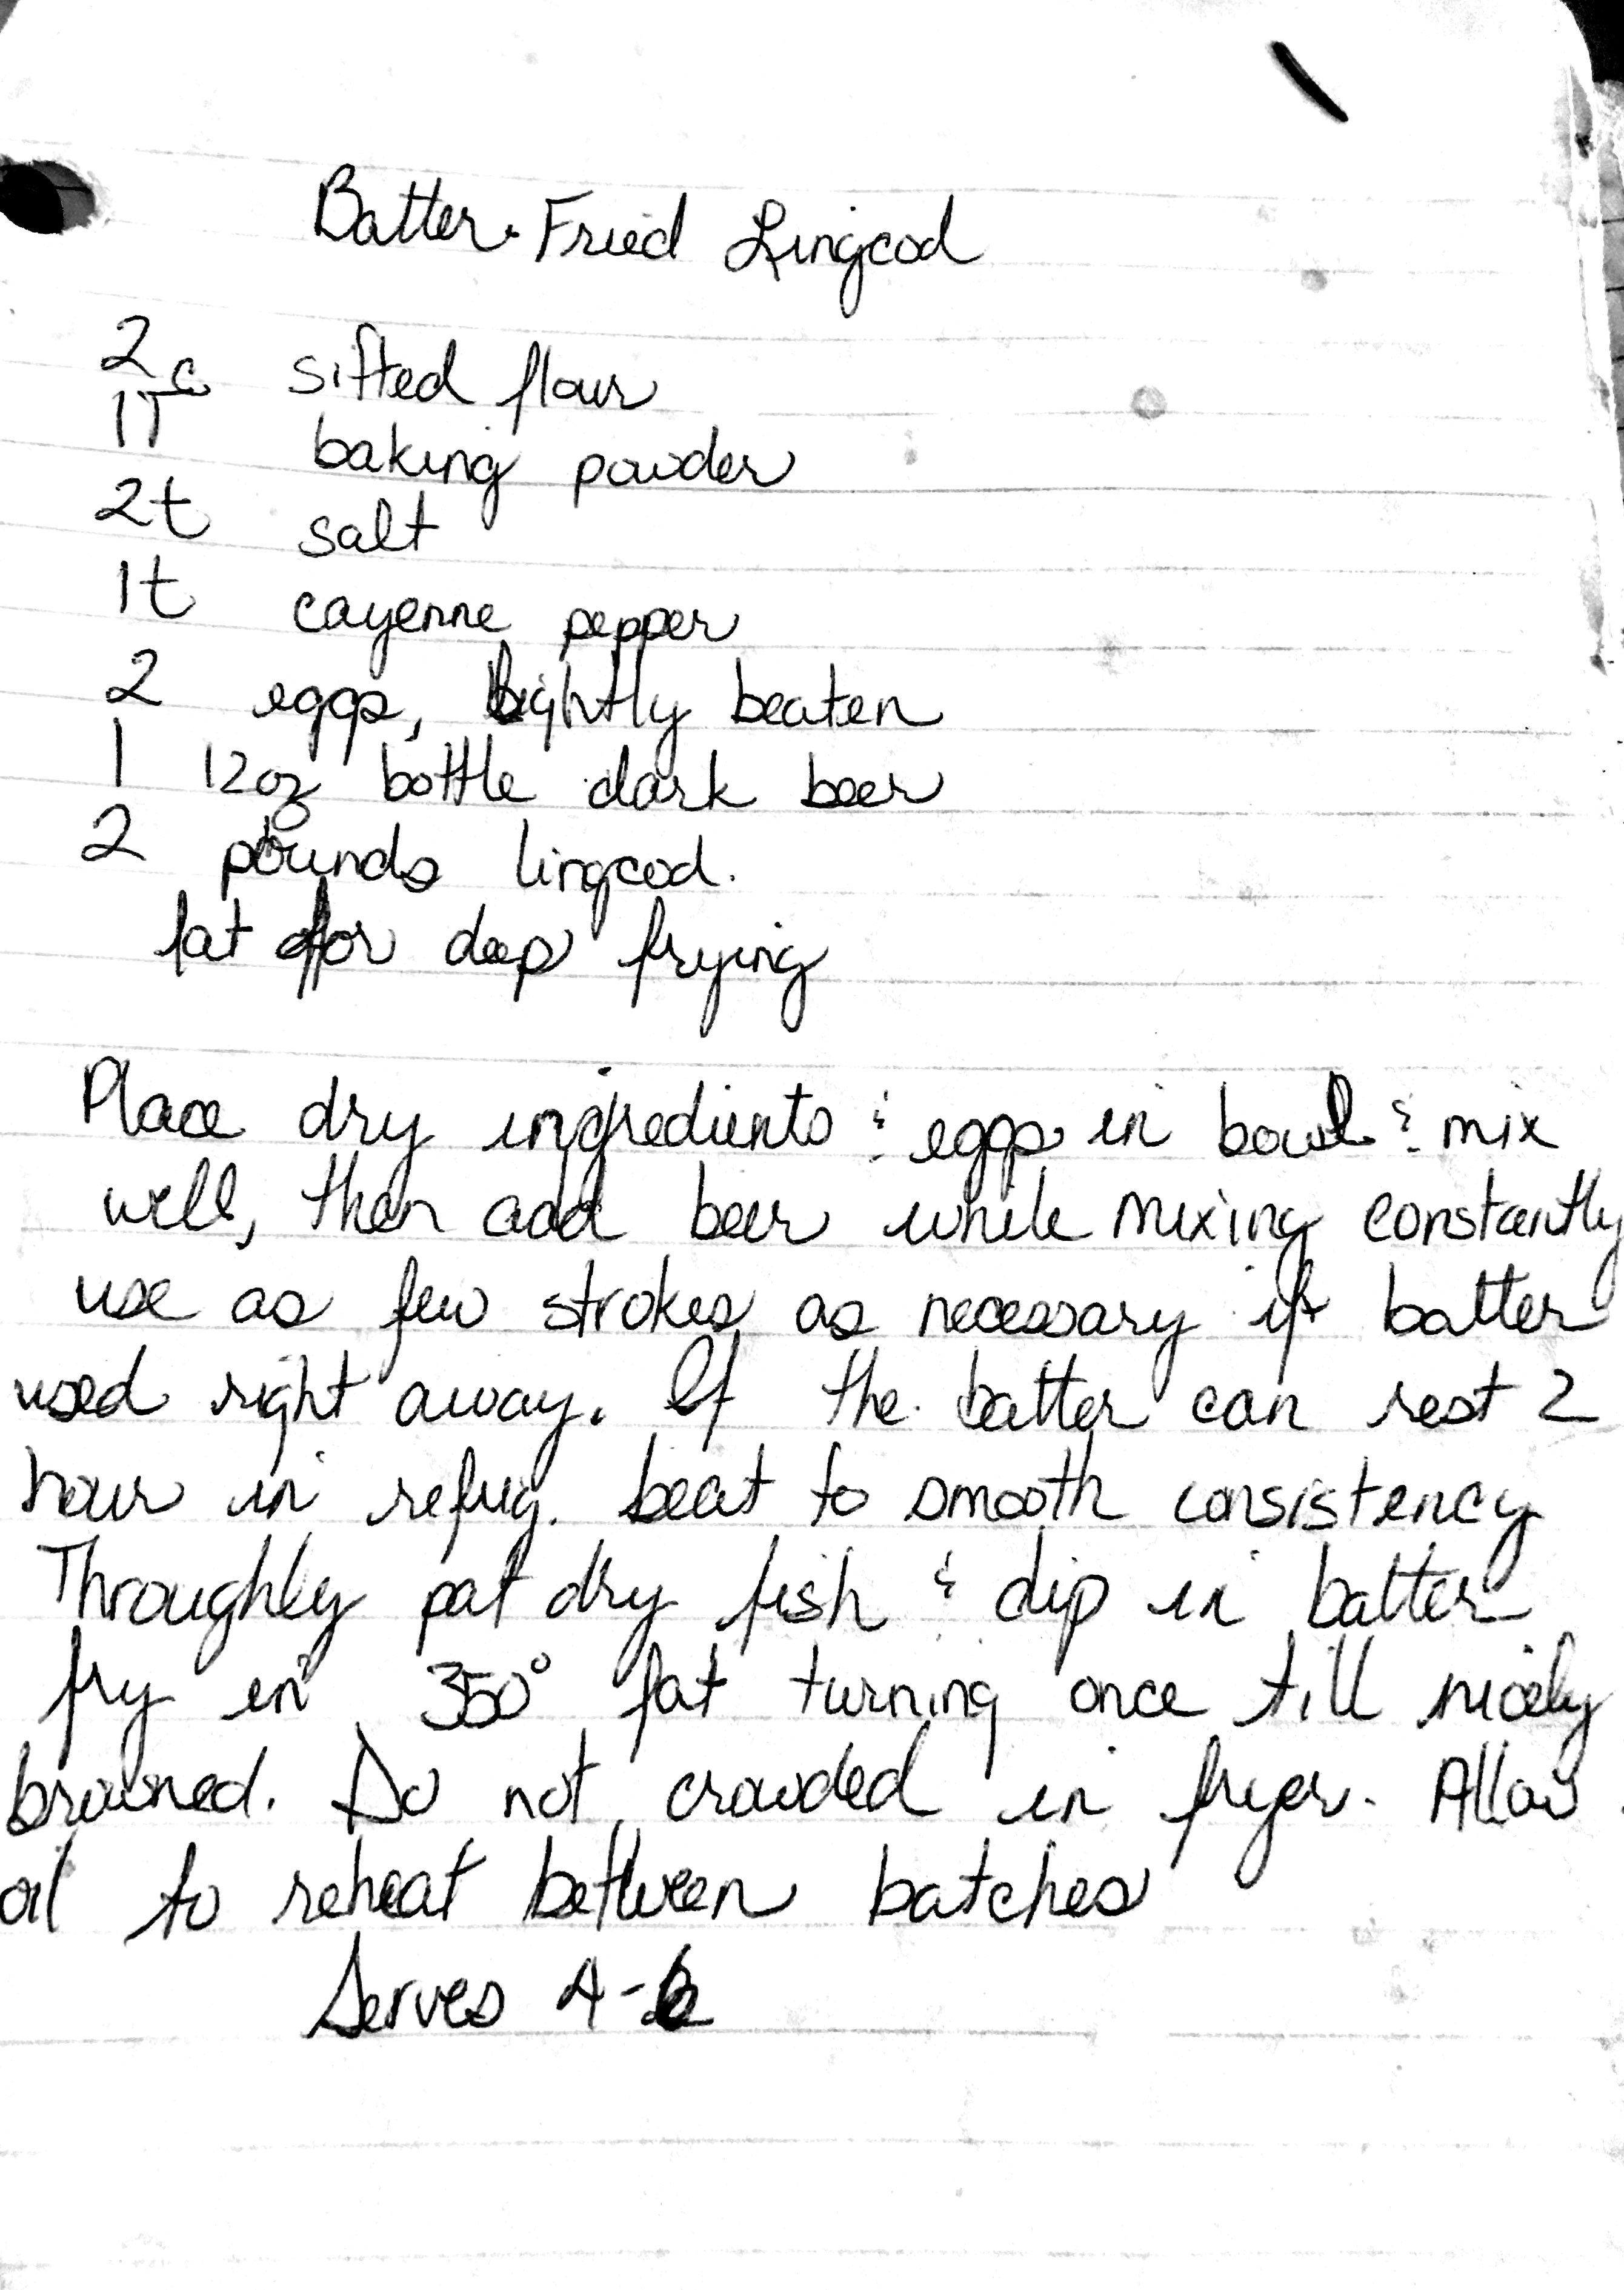 Batter-Fried Lingcod
2c sifted flour
1T baking powder
2t salt
1t cayenne pepper
2 eggs, lightly beaten
1 12oz bottle dark beer
2 pounds lingcod.
fat for deep frying
Place dry ingredients & eggs in bowl & mix
well, then add beer while mixing constantly
use as few strokes as necessary if batter
used right away. If the batter can rest 2
hour in refrig. beat to smooth consistency
Throughly pat dry fish & dip in batter
fry in 350° fat turning once till nicely
browned. Do not crowded in fryer. Allow
oil to reheat between batches
Serves 4-6